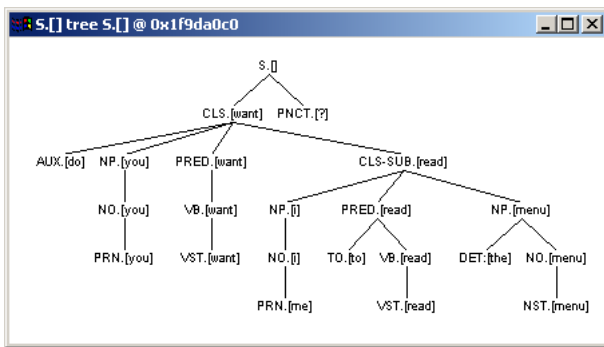 S.[] tree S.[] @ 0x1f9da0c0
S.[]
CLS.[want] PNCT.[?]
AUX.[do] NP.[you] PRED.[want] CLS-SUB.[read]
NO.[you] VB.[want] NP.[i] PRED.[read] NP.[menu]
PRN.[you] VST.[want] NO.[i] TO.[to] VB.[read] DET.[the] NO.[menu]
PRN.[me] VST.[read] NST.[menu]